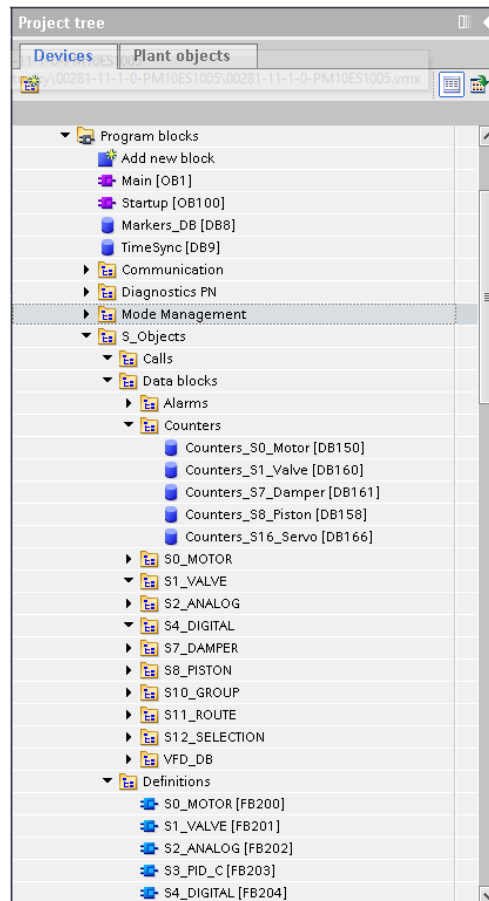 Project tree
Devices
Plant objects
\00281-11-1-0-PM10ES1005\00281-11-1-0-PM10ES1005.vmx
Program blocks
Add new block
Main [OB1]
Startup [OB100]
Markers_DB [DB8]
TimeSync [DB9]
Communication
Diagnostics PN
Mode Management
S_Objects
Calls
Data blocks
Alarms
Counters
Counters_S0_Motor [DB150]
Counters_S1_Valve [DB160]
Counters_S7_Damper [DB161]
Counters_S8_Piston [DB158]
Counters_S16_Servo [DB166]
S0_MOTOR
S1_VALVE
S2_ANALOG
S4_DIGITAL
S7_DAMPER
S8_PISTON
S10_GROUP
S11_ROUTE
S12_SELECTION
VFD_DB
Definitions
S0_MOTOR [FB200]
S1_VALVE [FB201]
S2_ANALOG [FB202]
S3_PID_C [FB203]
S4_DIGITAL [FB204]